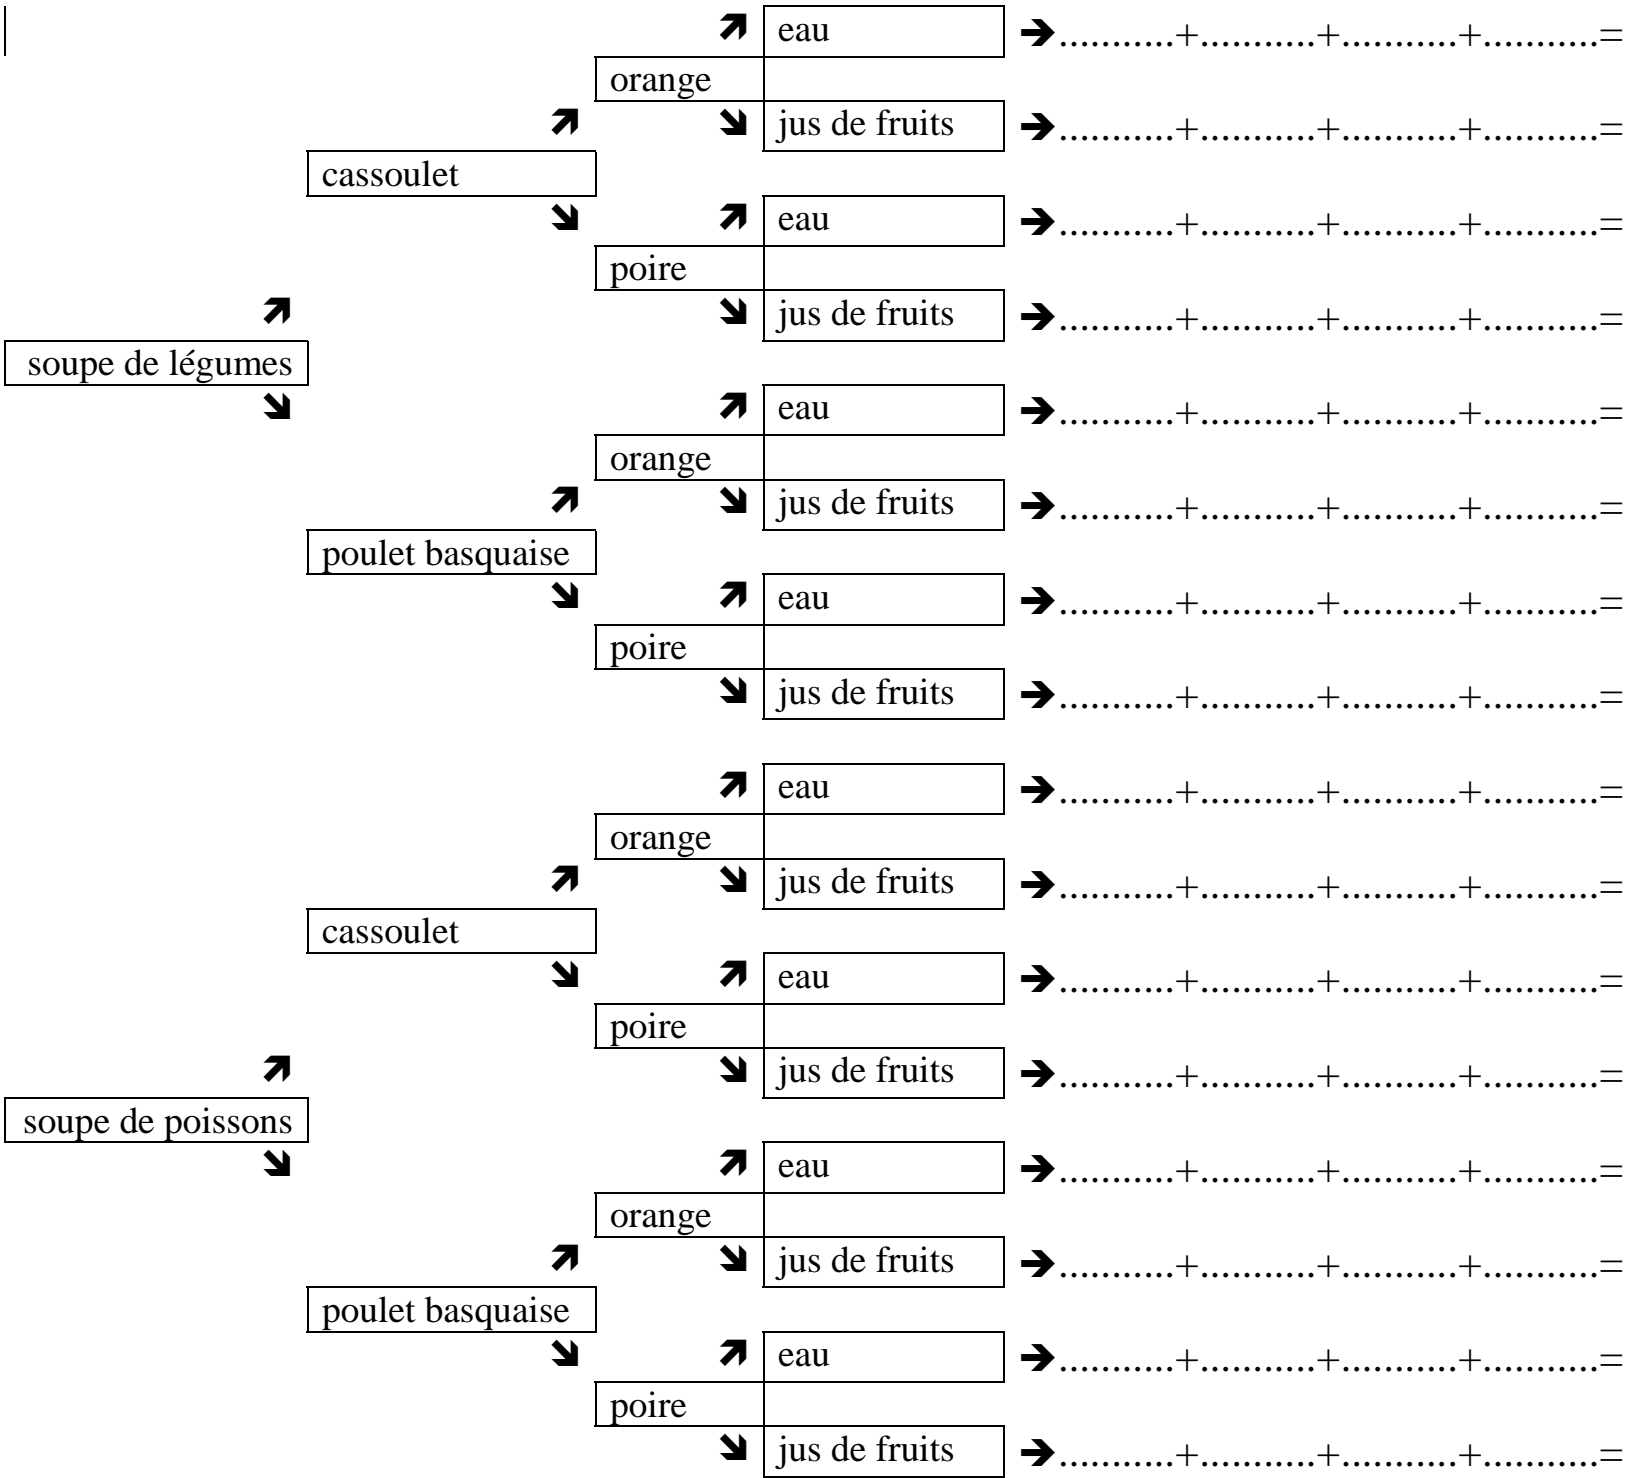 eau ➔...........+...........+...........+...........=
orange
jus de fruits ➔...........+...........+...........+...........=
cassoulet
eau ➔...........+...........+...........+...........=
poire
jus de fruits ➔...........+...........+...........+...........=
soupe de légumes
eau ➔...........+...........+...........+...........=
orange
jus de fruits ➔...........+...........+...........+...........=
poulet basquaise
eau ➔...........+...........+...........+...........=
poire
jus de fruits ➔...........+...........+...........+...........=
eau ➔...........+...........+...........+...........=
orange
jus de fruits ➔...........+...........+...........+...........=
cassoulet
eau ➔...........+...........+...........+...........=
poire
jus de fruits ➔...........+...........+...........+...........=
soupe de poissons
eau ➔...........+...........+...........+...........=
orange
jus de fruits ➔...........+...........+...........+...........=
poulet basquaise
eau ➔...........+...........+...........+...........=
poire
jus de fruits ➔...........+...........+...........+...........=